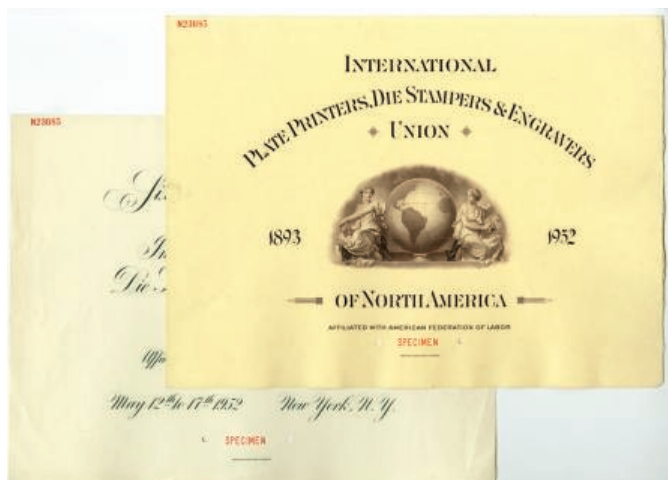 N23085
INTERNATIONAL
PLATE PRINTERS, DIE STAMPERS & ENGRAVERS
UNION
1893
1952
OF NORTH AMERICA
AFFILIATED WITH AMERICAN FEDERATION OF LABOR
SPECIMEN
N23085
May 12th to 17th 1952 New York, N.Y.
SPECIMEN